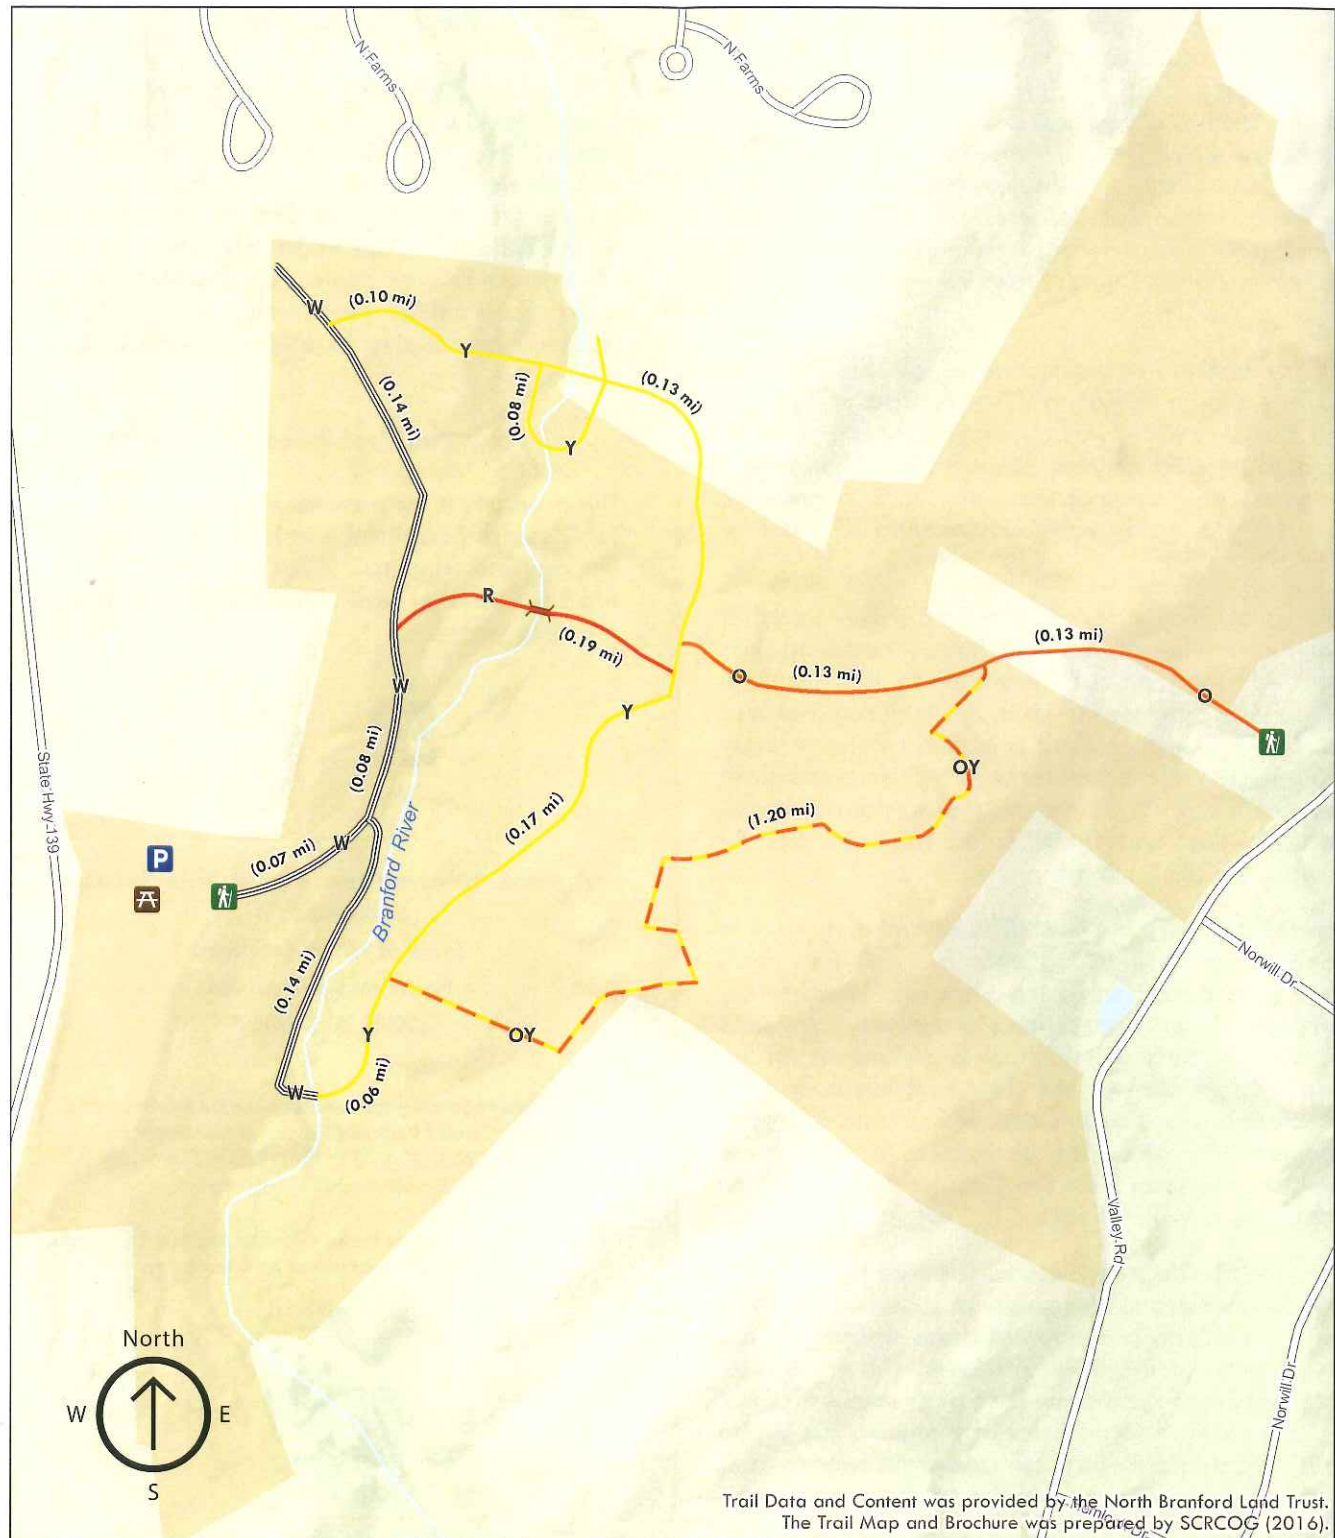 N Farms
N Farms
W
(0.10 mi)
Y
(0.14 mi)
(0.08 mi)
Y
(0.13 mi)
R
(0.19 mi)
W
O
(0.13 mi)
(0.13 mi)
O
Y
State Hwy 139
(0.08 mi)
OY
(0.17 mi)
(1.20 mi)
P
(0.07 mi)
W
Branford River
Norwill Dr
(0.14 mi)
Y
OY
W
(0.06 mi)
Valley Rd
North
W
E
S
Norwill Dr
Trail Data and Content was provided by the North Branford Land Trust.
The Trail Map and Brochure was prepared by SCRCOG (2016).